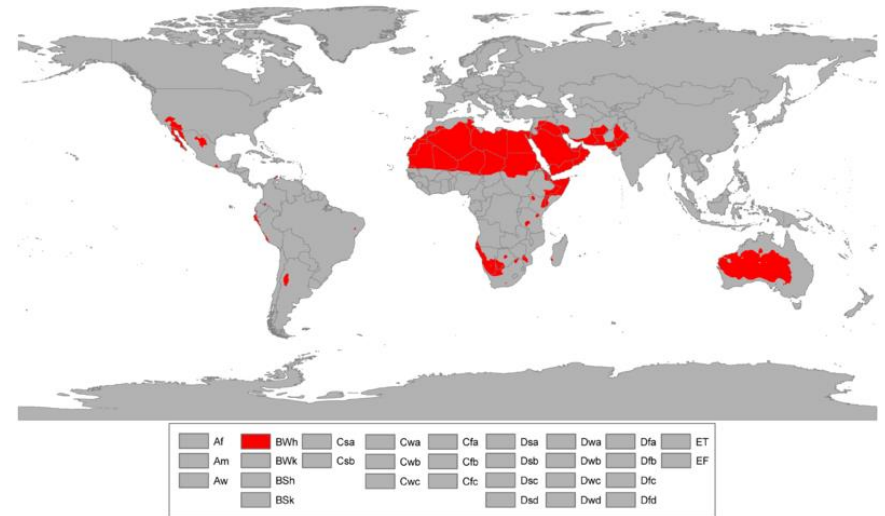 Af BWh Csa Cwa Cfa Dsa Dwa Dfa ET
Am BWk Csb Cwb Cfb Dsb Dwb Dfb EF
Aw BSh Cwc Cfc Dsc Dwc Dfc
BSk Dsd Dwd Dfd